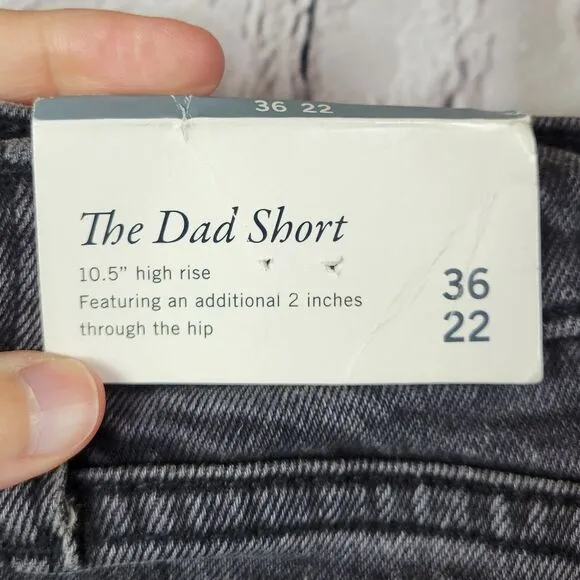 36 22
The Dad Short
10.5" high rise
Featuring an additional 2 inches
through the hip
36
22